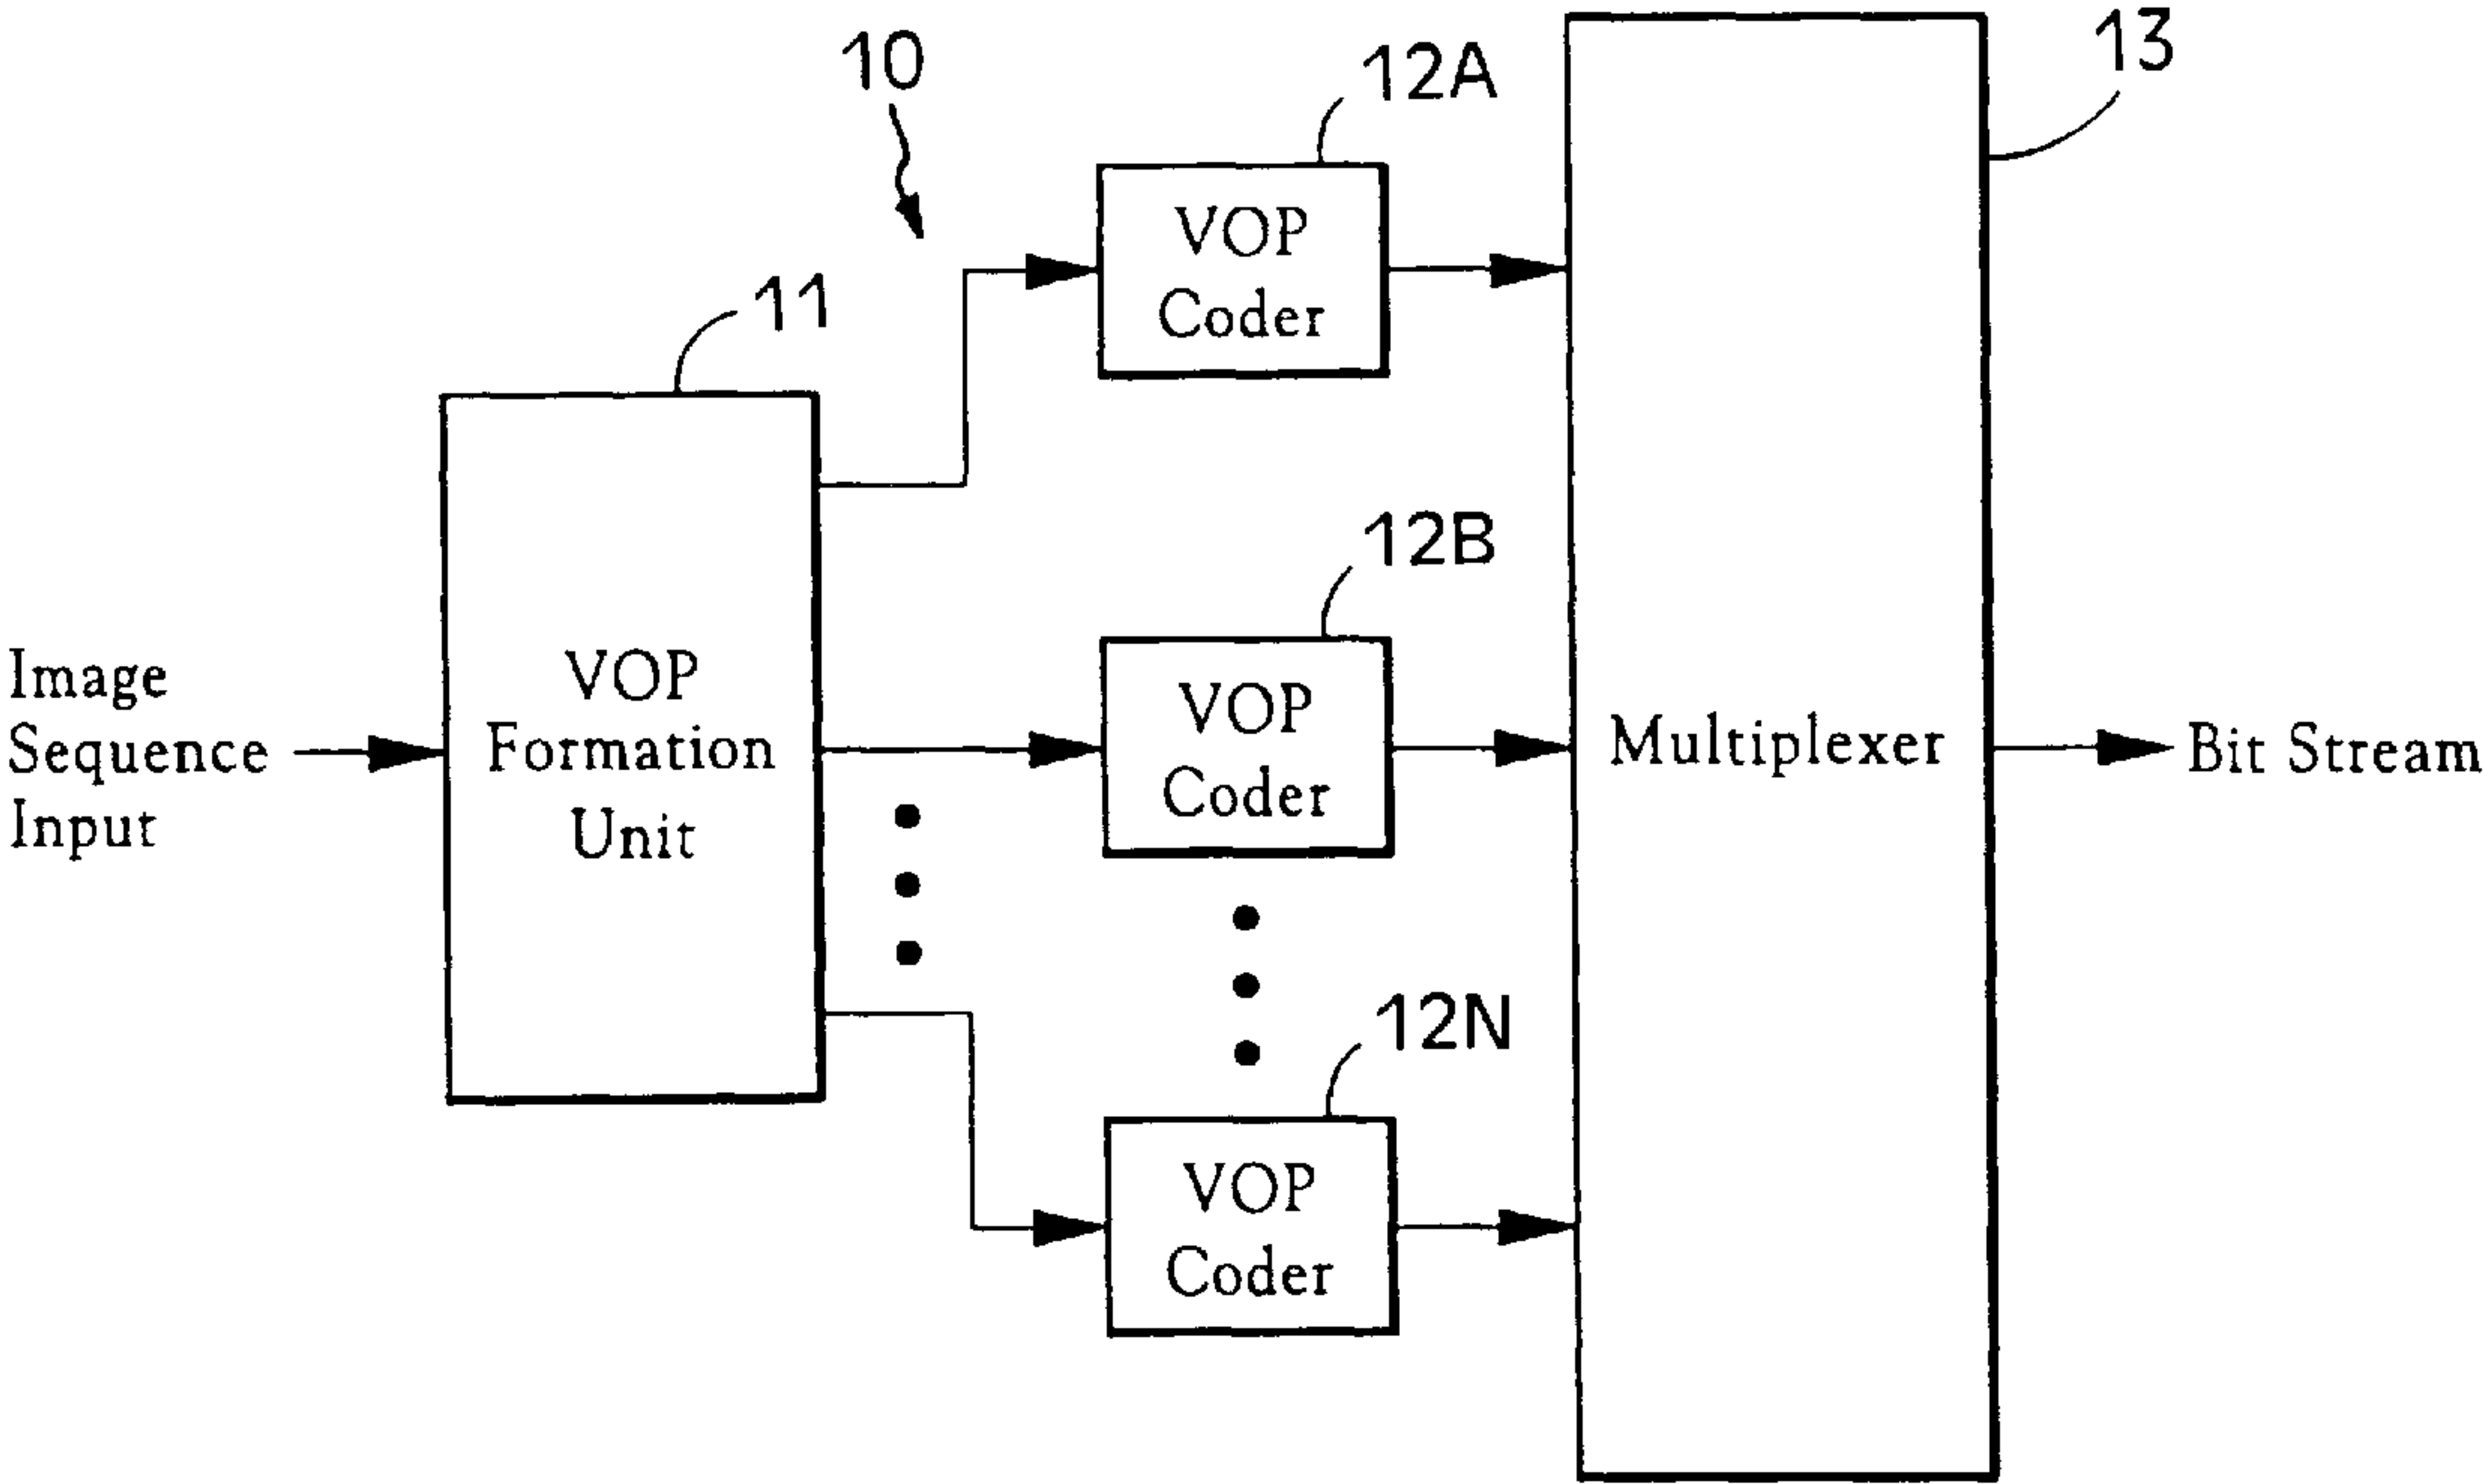 10
12A
13
VOP
Coder
11
12B
Image
Sequence
Input
VOP
Formation
Unit
VOP
Coder
Multiplexer
Bit Stream
12N
VOP
Coder